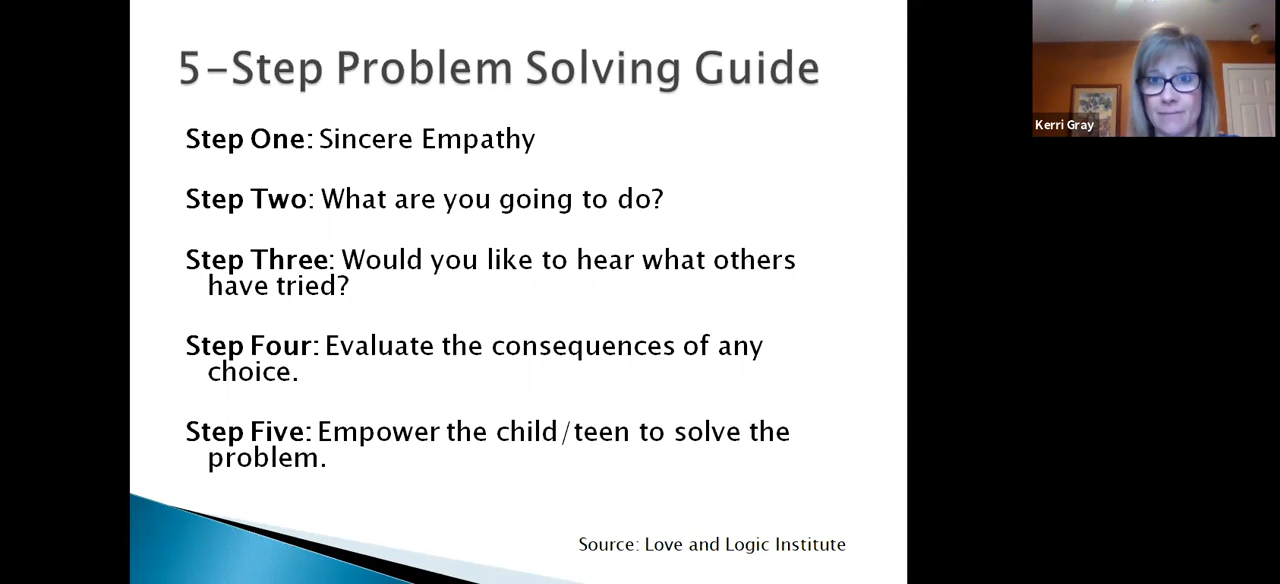 5-Step Problem Solving Guide
Step One: Sincere Empathy
Step Two: What are you going to do?
Step Three: Would you like to hear what others
have tried?
Step Four: Evaluate the consequences of any
choice.
Step Five: Empower the child/teen to solve the
problem.
Source: Love and Logic Institute
Kerri Gray